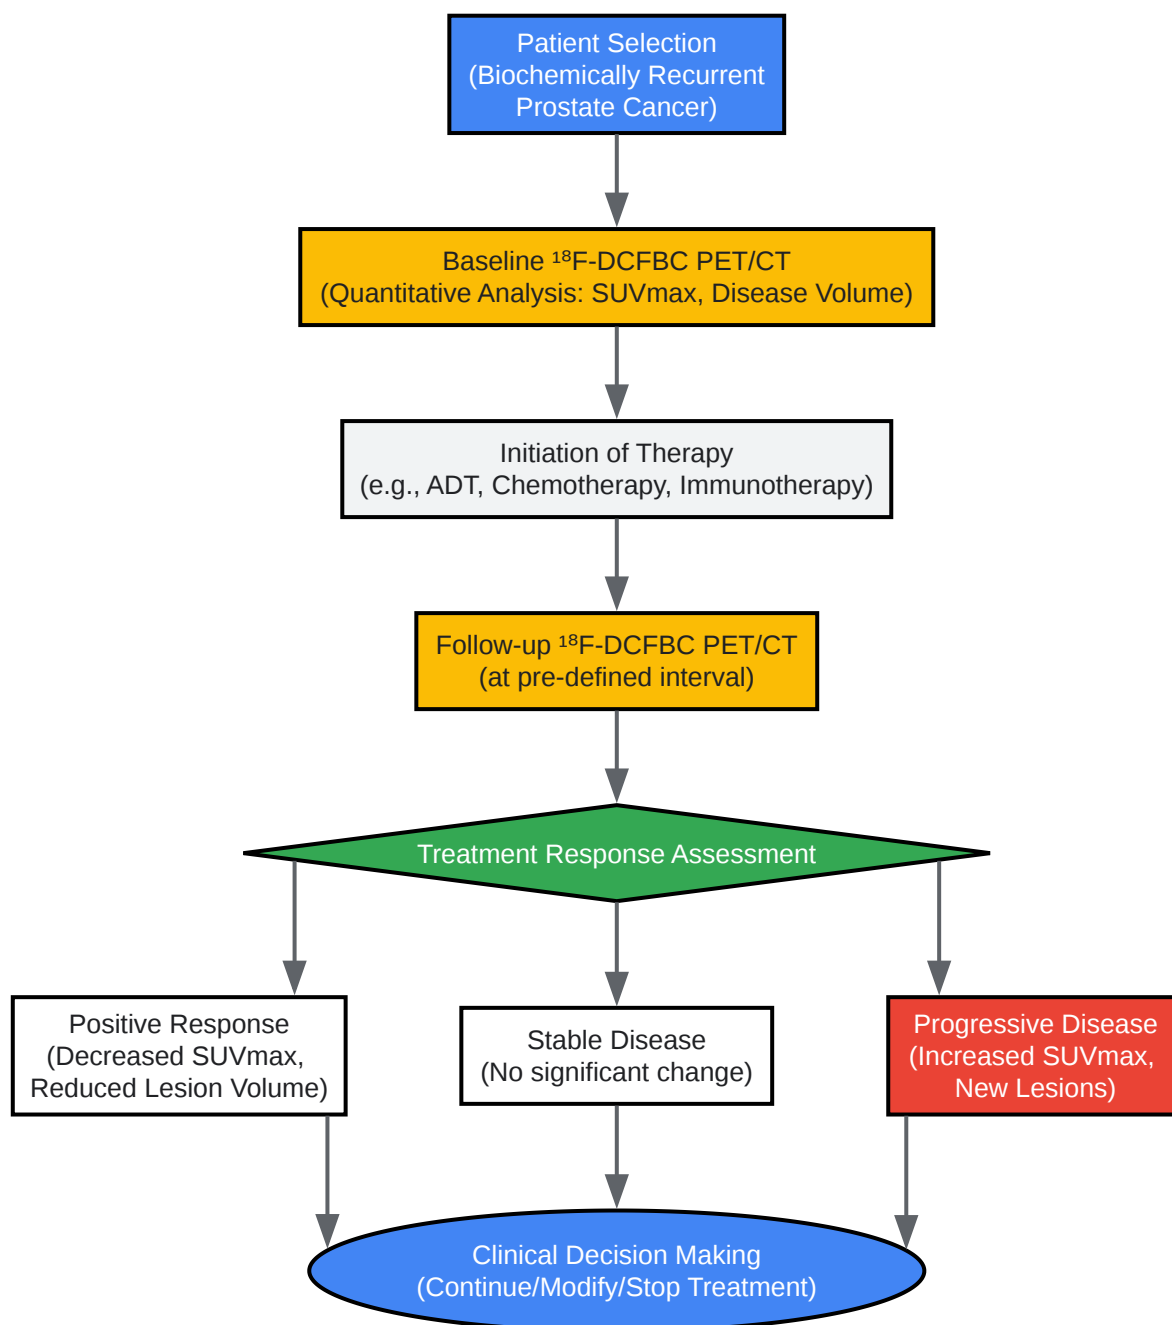 Patient Selection
(Biochemically Recurrent
Prostate Cancer)
Baseline ¹⁸F-DCFBC PET/CT
(Quantitative Analysis: SUVmax, Disease Volume)
Initiation of Therapy
(e.g., ADT, Chemotherapy, Immunotherapy)
Follow-up ¹⁸F-DCFBC PET/CT
(at pre-defined interval)
Treatment Response Assessment
Positive Response
(Decreased SUVmax,
Reduced Lesion Volume)
Stable Disease
(No significant change)
Progressive Disease
(Increased SUVmax,
New Lesions)
Clinical Decision Making
(Continue/Modify/Stop Treatment)